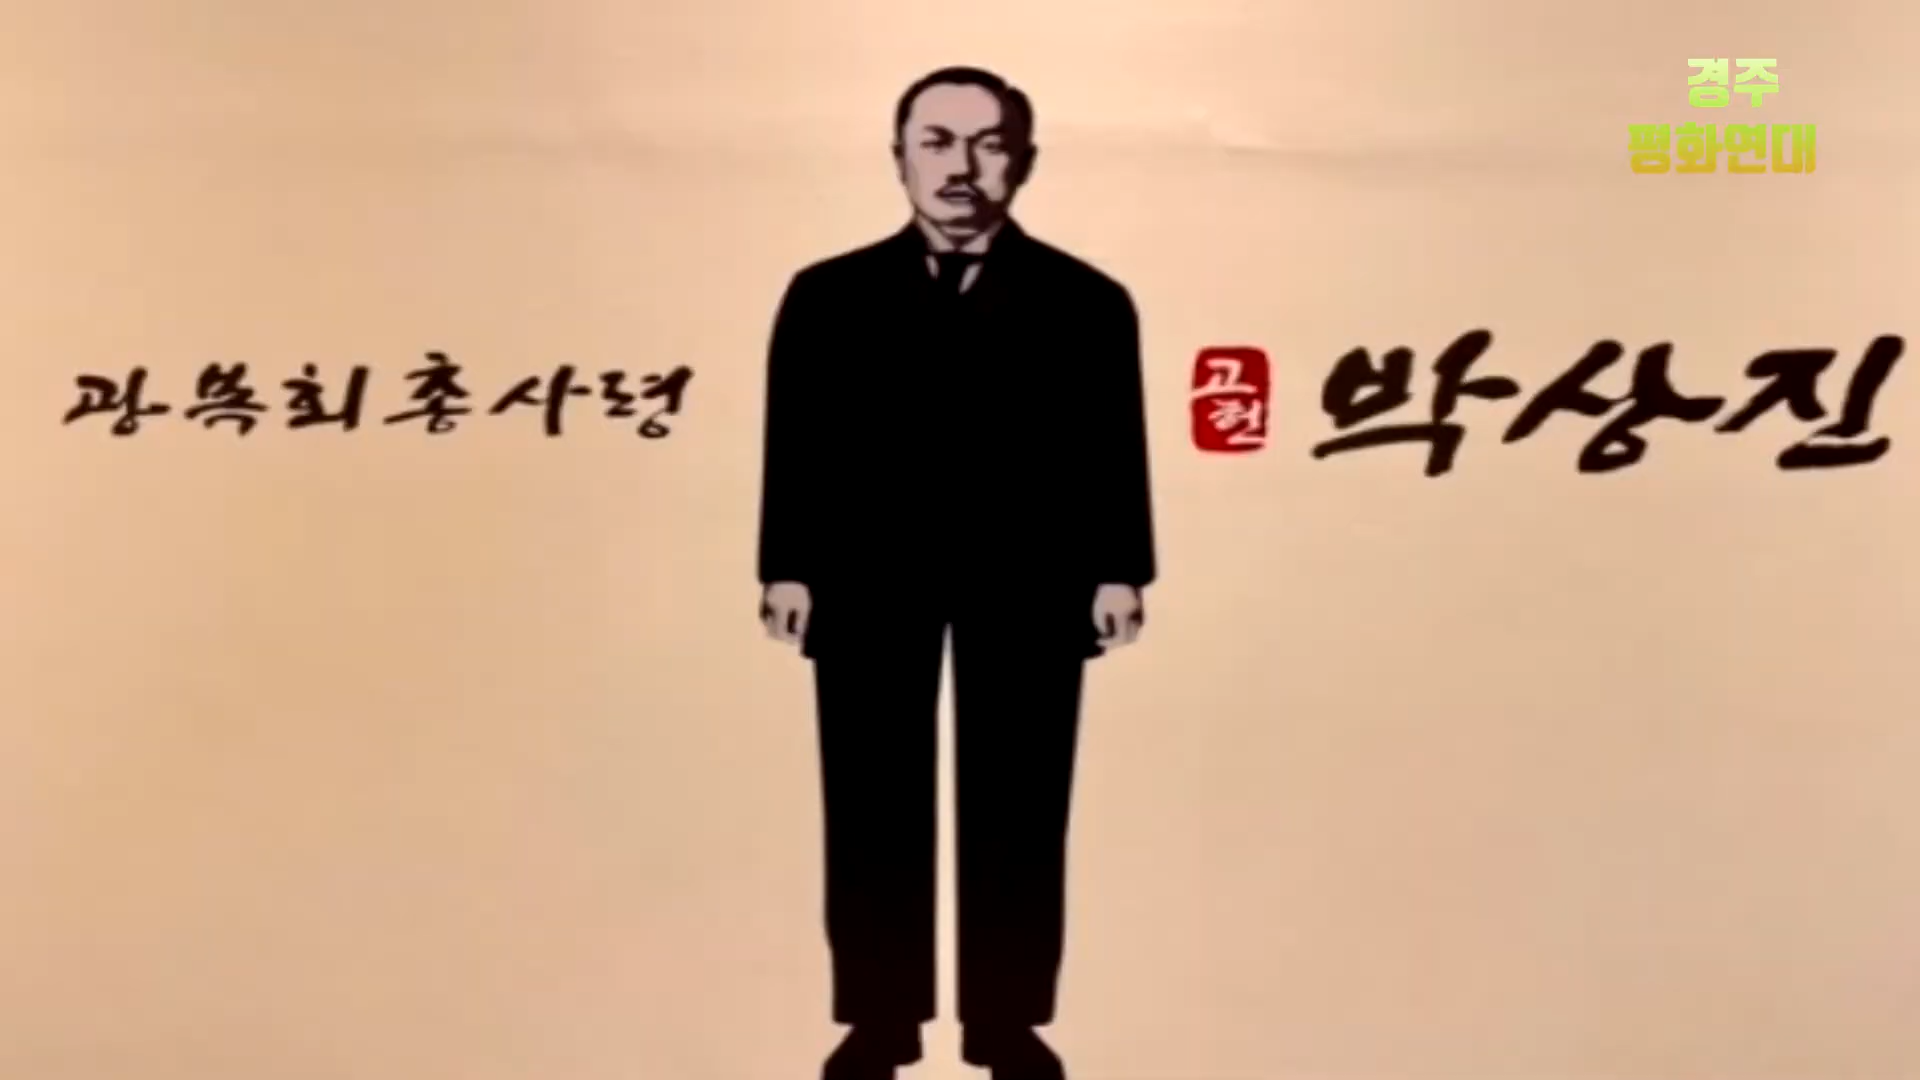 경주
평화연대
광복회 총사령
고헌
박상진